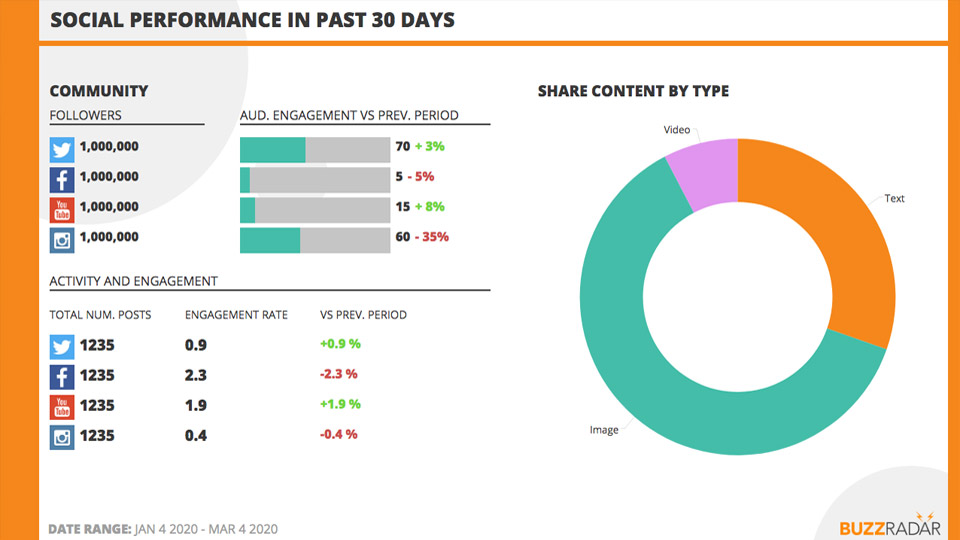 SOCIAL PERFORMANCE IN PAST 30 DAYS
COMMUNITY
FOLLOWERS
1,000,000
1,000,000
You Tube 1,000,000
1,000,000
AUD. ENGAGEMENT VS PREV. PERIOD
70 + 3%
5 - 5%
15 + 8%
60 - 35%
ACTIVITY AND ENGAGEMENT
TOTAL NUM. POSTS ENGAGEMENT RATE VS PREV. PERIOD
1235 0.9 +0.9 %
1235 2.3 -2.3 %
You Tube 1235 1.9 +1.9 %
1235 0.4 -0.4 %
SHARE CONTENT BY TYPE
Video
Text
Image
DATE RANGE: JAN 4 2020 - MAR 4 2020
BUZZRADAR